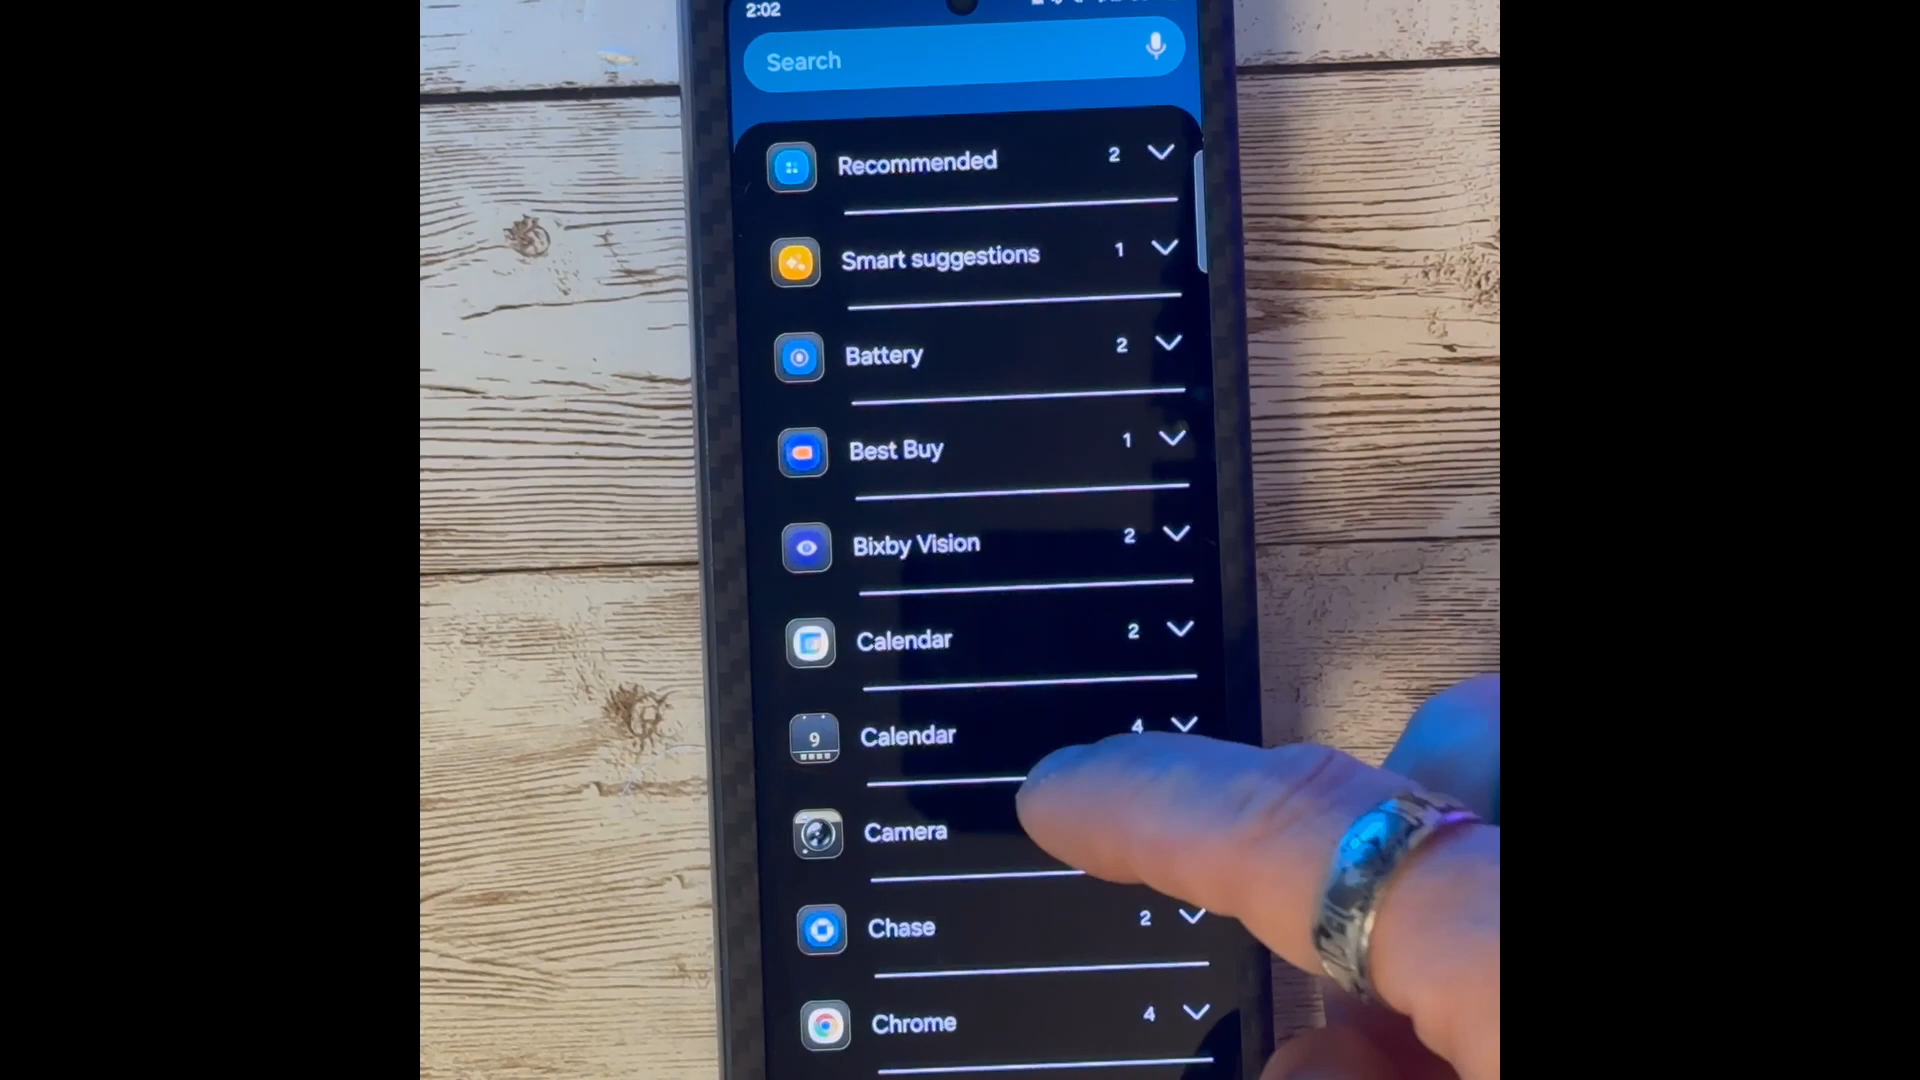 2:02
Search
Recommended 2
Smart suggestions 1
Battery 2
Best Buy 1
Bixby Vision 2
Calendar 2
9 Calendar 4
Camera
Chase 2
Chrome 4